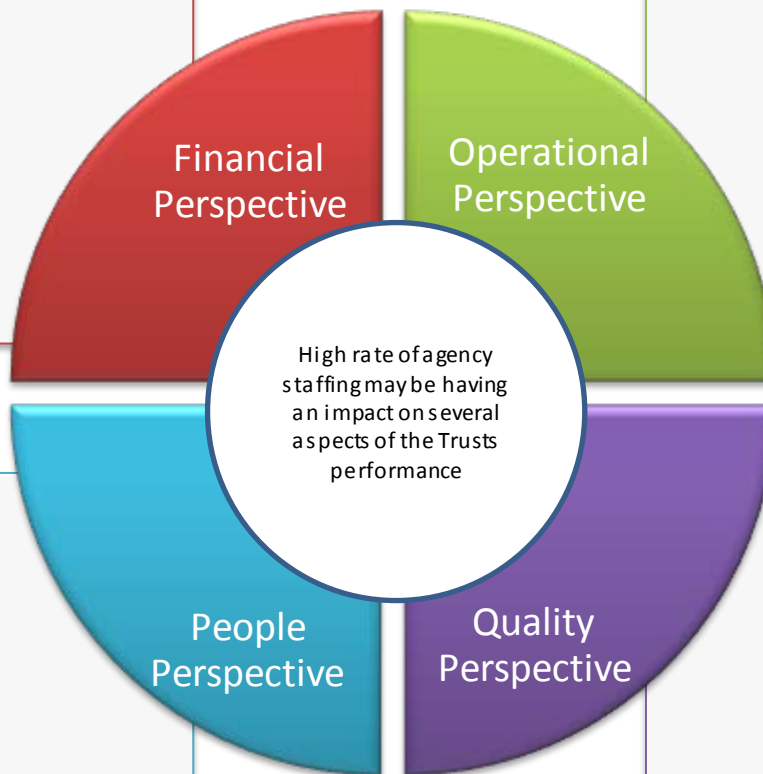 Financial
Perspective
Operational
Perspective
High rate of agency
staffing may be having
an impact on several
aspects of the Trusts
performance
People
Perspective
Quality
Perspective